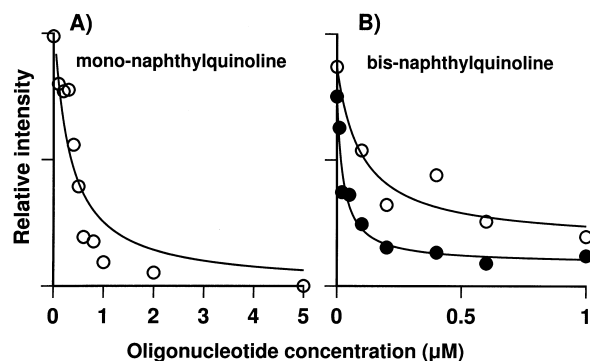 A)
mono-naphthylquinoline
B)
bis-naphthylquinoline
Relative intensity
0 1 2 3 4 5
0 0.5 1
Oligonucleotide concentration (µM)